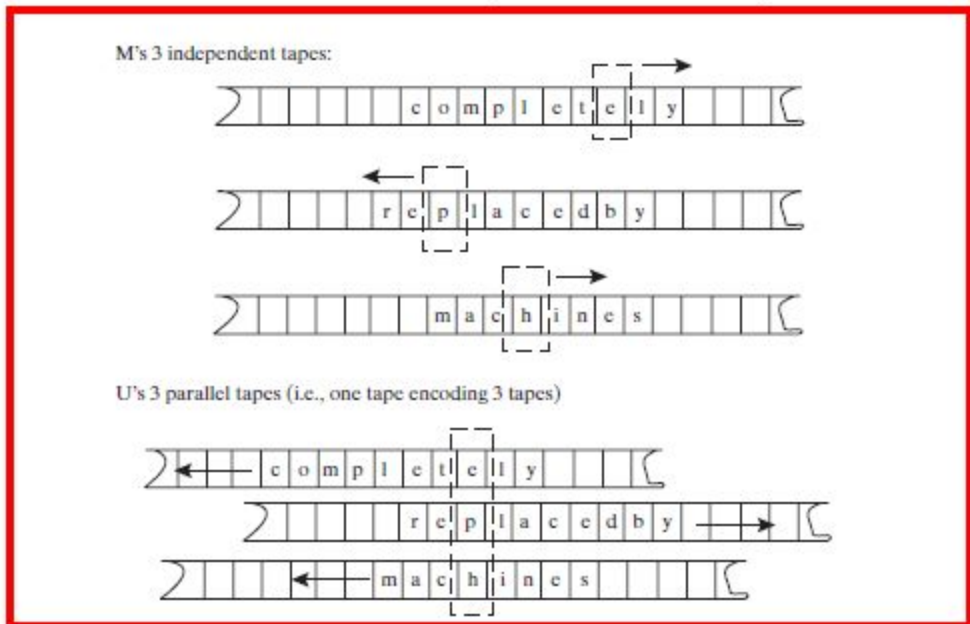 M's 3 independent tapes:
c o m p l e t e l y
r e p l a c e d b y
m a c h i n e s
U's 3 parallel tapes (i.e., one tape encoding 3 tapes)
c o m p l e t e l y
r e p l a c e d b y
m a c h i n e s